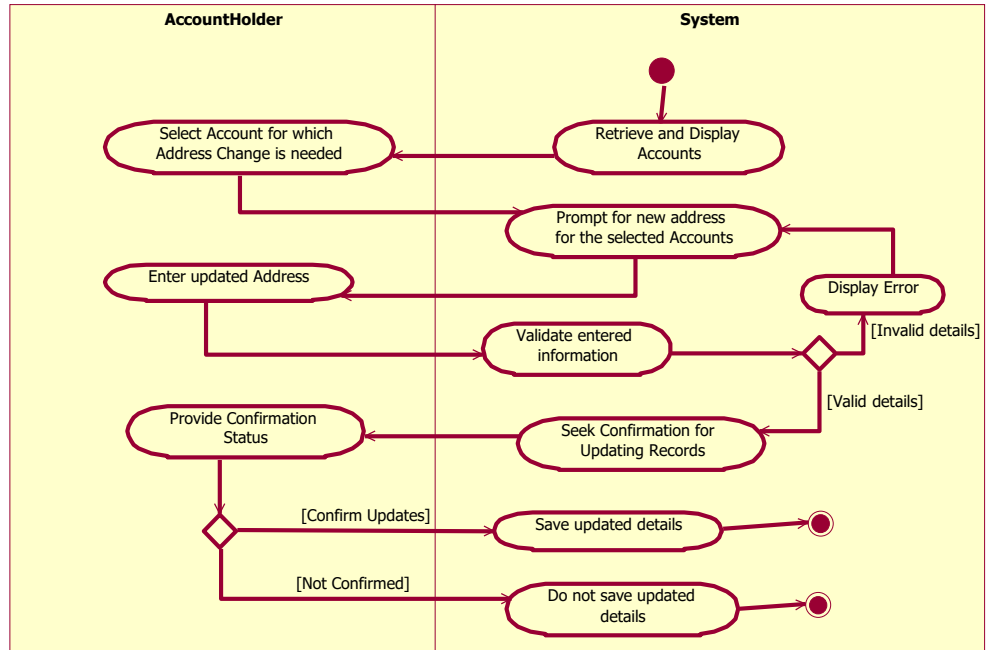 AccountHolder
System
Select Account for which
Address Change is needed
Retrieve and Display
Accounts
Prompt for new address
for the selected Accounts
Enter updated Address
Display Error
[Invalid details]
Validate entered
information
[Valid details]
Provide Confirmation
Status
Seek Confirmation for
Updating Records
[Confirm Updates]
Save updated details
[Not Confirmed]
Do not save updated
details